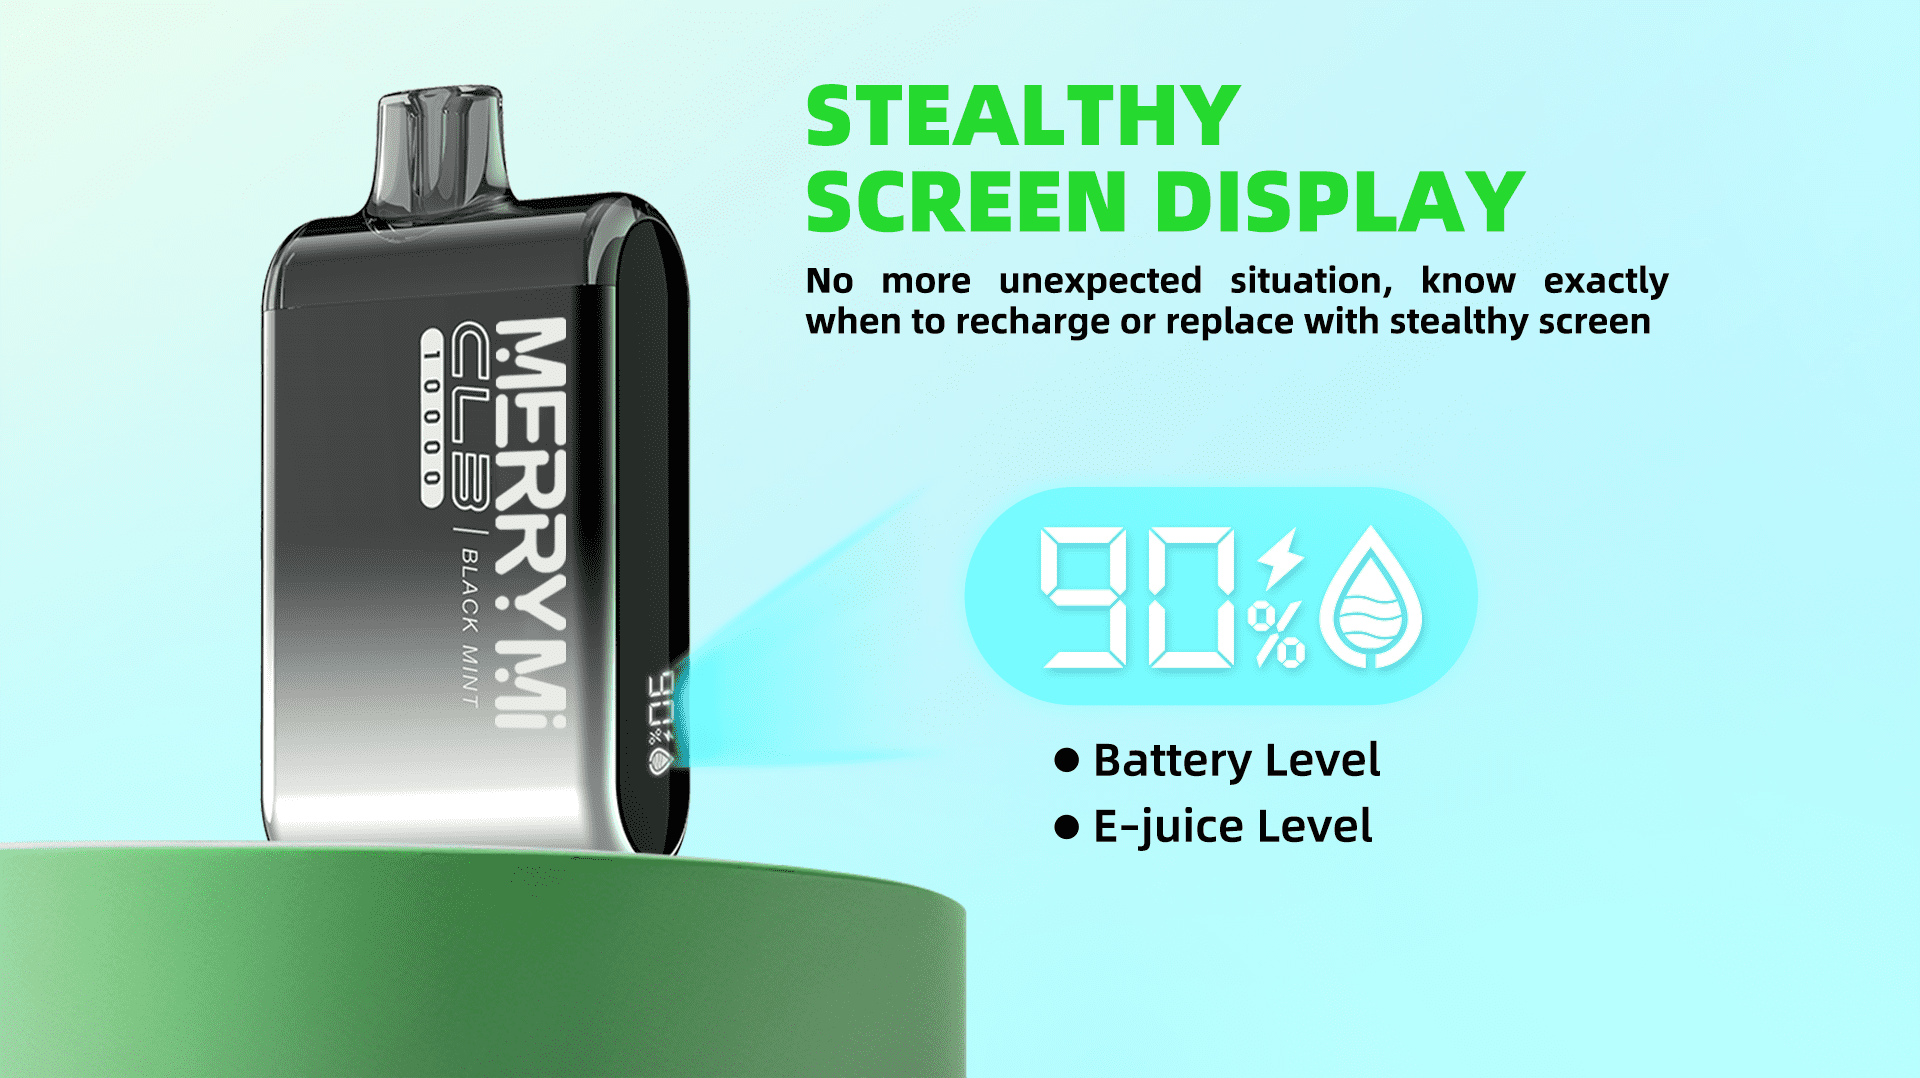 STEALTHY
SCREEN DISPLAY
No more unexpected situation, know exactly
when to recharge or replace with stealthy screen
MERRY Mi
CLB | BLACK MINT
10000
90%
90%
● Battery Level
● E-juice Level